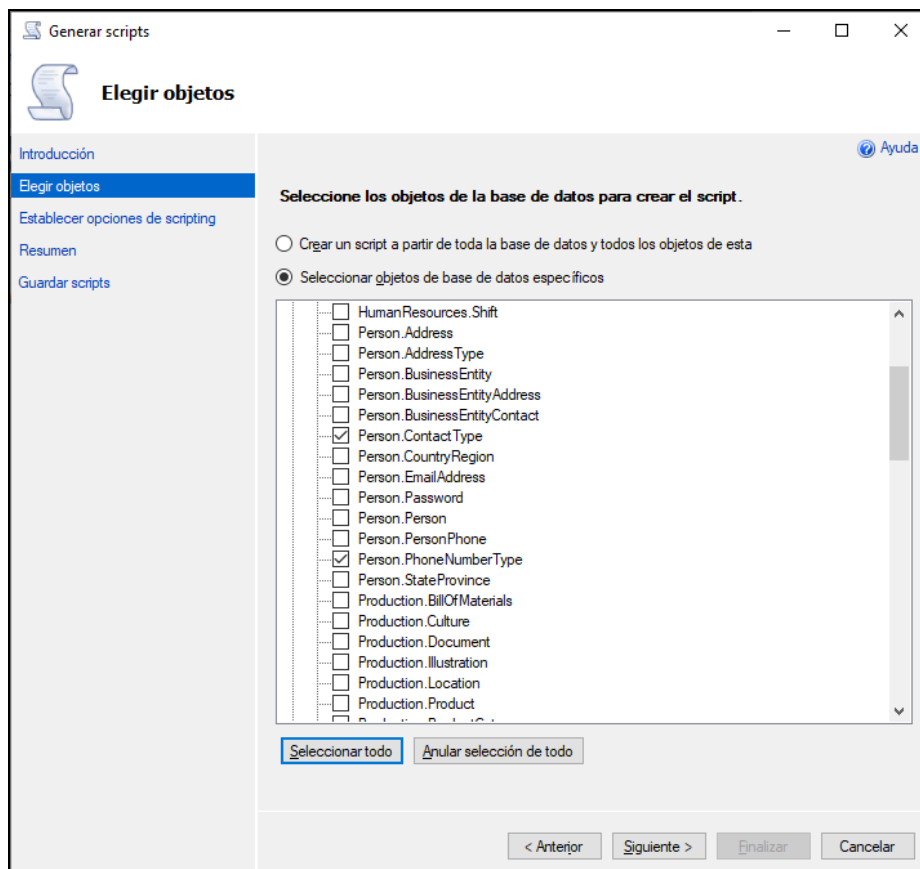 Generar scripts
Elegir objetos
Introducción
Elegir objetos
Establecer opciones de scripting
Resumen
Guardar scripts
Ayuda
Seleccione los objetos de la base de datos para crear el script.
Crear un script a partir de toda la base de datos y todos los objetos de esta
Seleccionar objetos de base de datos específicos
HumanResources.Shift
Person.Address
Person.AddressType
Person.BusinessEntity
Person.BusinessEntityAddress
Person.BusinessEntityContact
Person.ContactType
Person.CountryRegion
Person.EmailAddress
Person.Password
Person.Person
Person.PersonPhone
Person.PhoneNumberType
Person.StateProvince
Production.BillOfMaterials
Production.Culture
Production.Document
Production.Illustration
Production.Location
Production.Product
Seleccionar todo
Anular selección de todo
< Anterior
Siguiente >
Finalizar
Cancelar